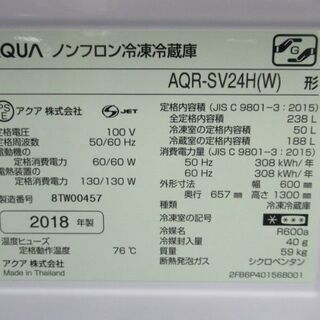 AQUA ノンフロン冷凍冷蔵庫
AQR-SV24H(W) 形
PS E アクア 株式会社 JET
定格電圧 100 V
定格周波数 50/60 Hz
電動機の定格消費電力 60/60 W
電熱装置の定格消費電力 130/130 W
製造番号 8TW00457
2018 年製
温度ヒューズ
定格動作温度 76℃
アクア 株式会社
Made in Thailand
定格内容積 (JIS C 9801-3:2015)
全定格内容積 238 L
冷凍室の内容積 50 L
冷蔵室の内容積 188 L
消費電力量 (JIS C 9801-3:2015)
50 Hz 308 kWh/年
60 Hz 308 kWh/年
外形寸法 幅 600 mm
奥行 657 mm 高さ 1300 mm
種類 冷凍冷蔵庫
冷凍室の記号
冷媒 R600a
冷媒封入量 40 g
質量 59 kg
断熱発泡ガス シクロペンタン
2FB6P401568001